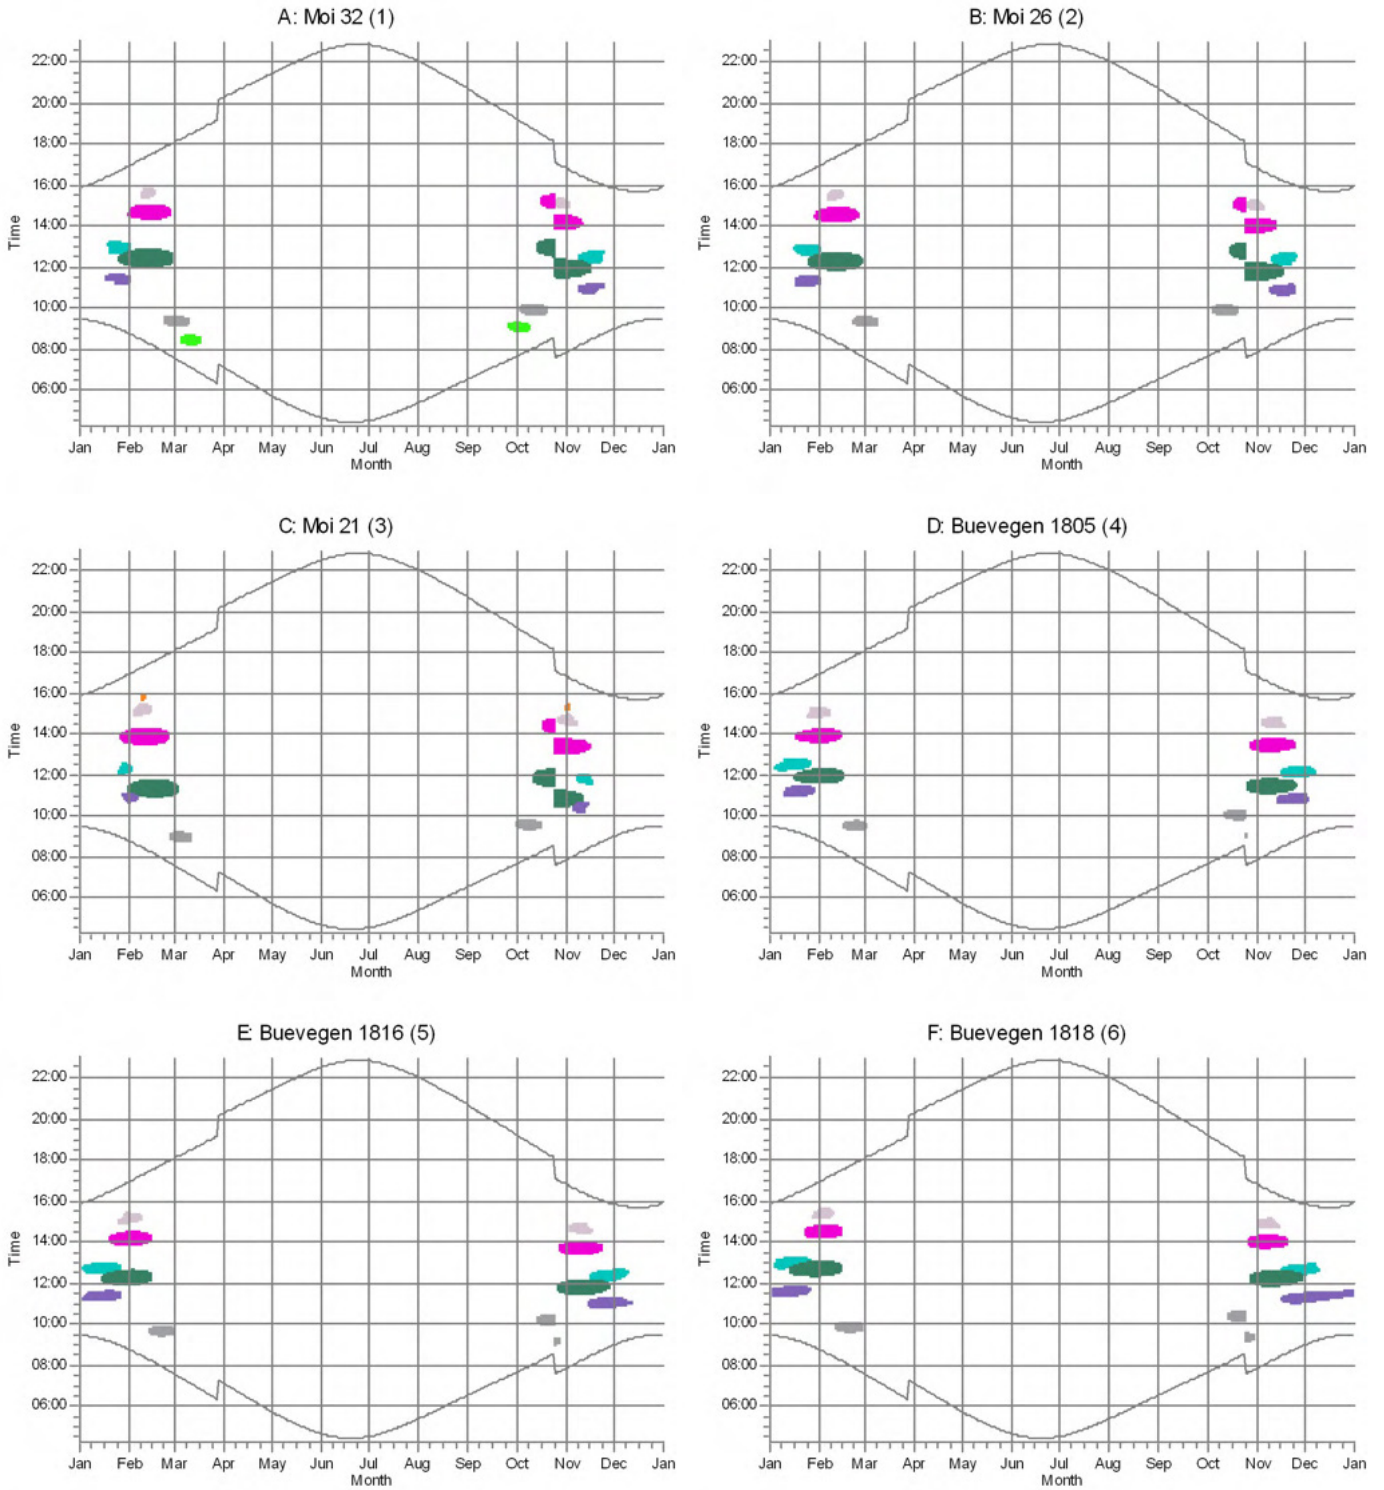 A: Moi 32 (1)
B: Moi 26 (2)
22:00
20:00
18:00
16:00
14:00
12:00
10:00
08:00
06:00
Time
Jan Feb Mar Apr May Jun Jul Aug Sep Oct Nov Dec Jan
Month
22:00
20:00
18:00
16:00
14:00
12:00
10:00
08:00
06:00
Time
Jan Feb Mar Apr May Jun Jul Aug Sep Oct Nov Dec Jan
Month
C: Moi 21 (3)
D: Buevegen 1805 (4)
22:00
20:00
18:00
16:00
14:00
12:00
10:00
08:00
06:00
Time
Jan Feb Mar Apr May Jun Jul Aug Sep Oct Nov Dec Jan
Month
22:00
20:00
18:00
16:00
14:00
12:00
10:00
08:00
06:00
Time
Jan Feb Mar Apr May Jun Jul Aug Sep Oct Nov Dec Jan
Month
E: Buevegen 1816 (5)
F: Buevegen 1818 (6)
22:00
20:00
18:00
16:00
14:00
12:00
10:00
08:00
06:00
Time
Jan Feb Mar Apr May Jun Jul Aug Sep Oct Nov Dec Jan
Month
22:00
20:00
18:00
16:00
14:00
12:00
10:00
08:00
06:00
Time
Jan Feb Mar Apr May Jun Jul Aug Sep Oct Nov Dec Jan
Month